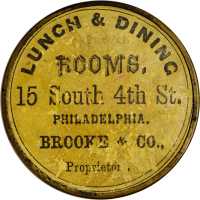 LUNCH & DINING
ROOMS,
15 South 4th St.
PHILADELPHIA.
BROOKE & CO.,
Proprietor .